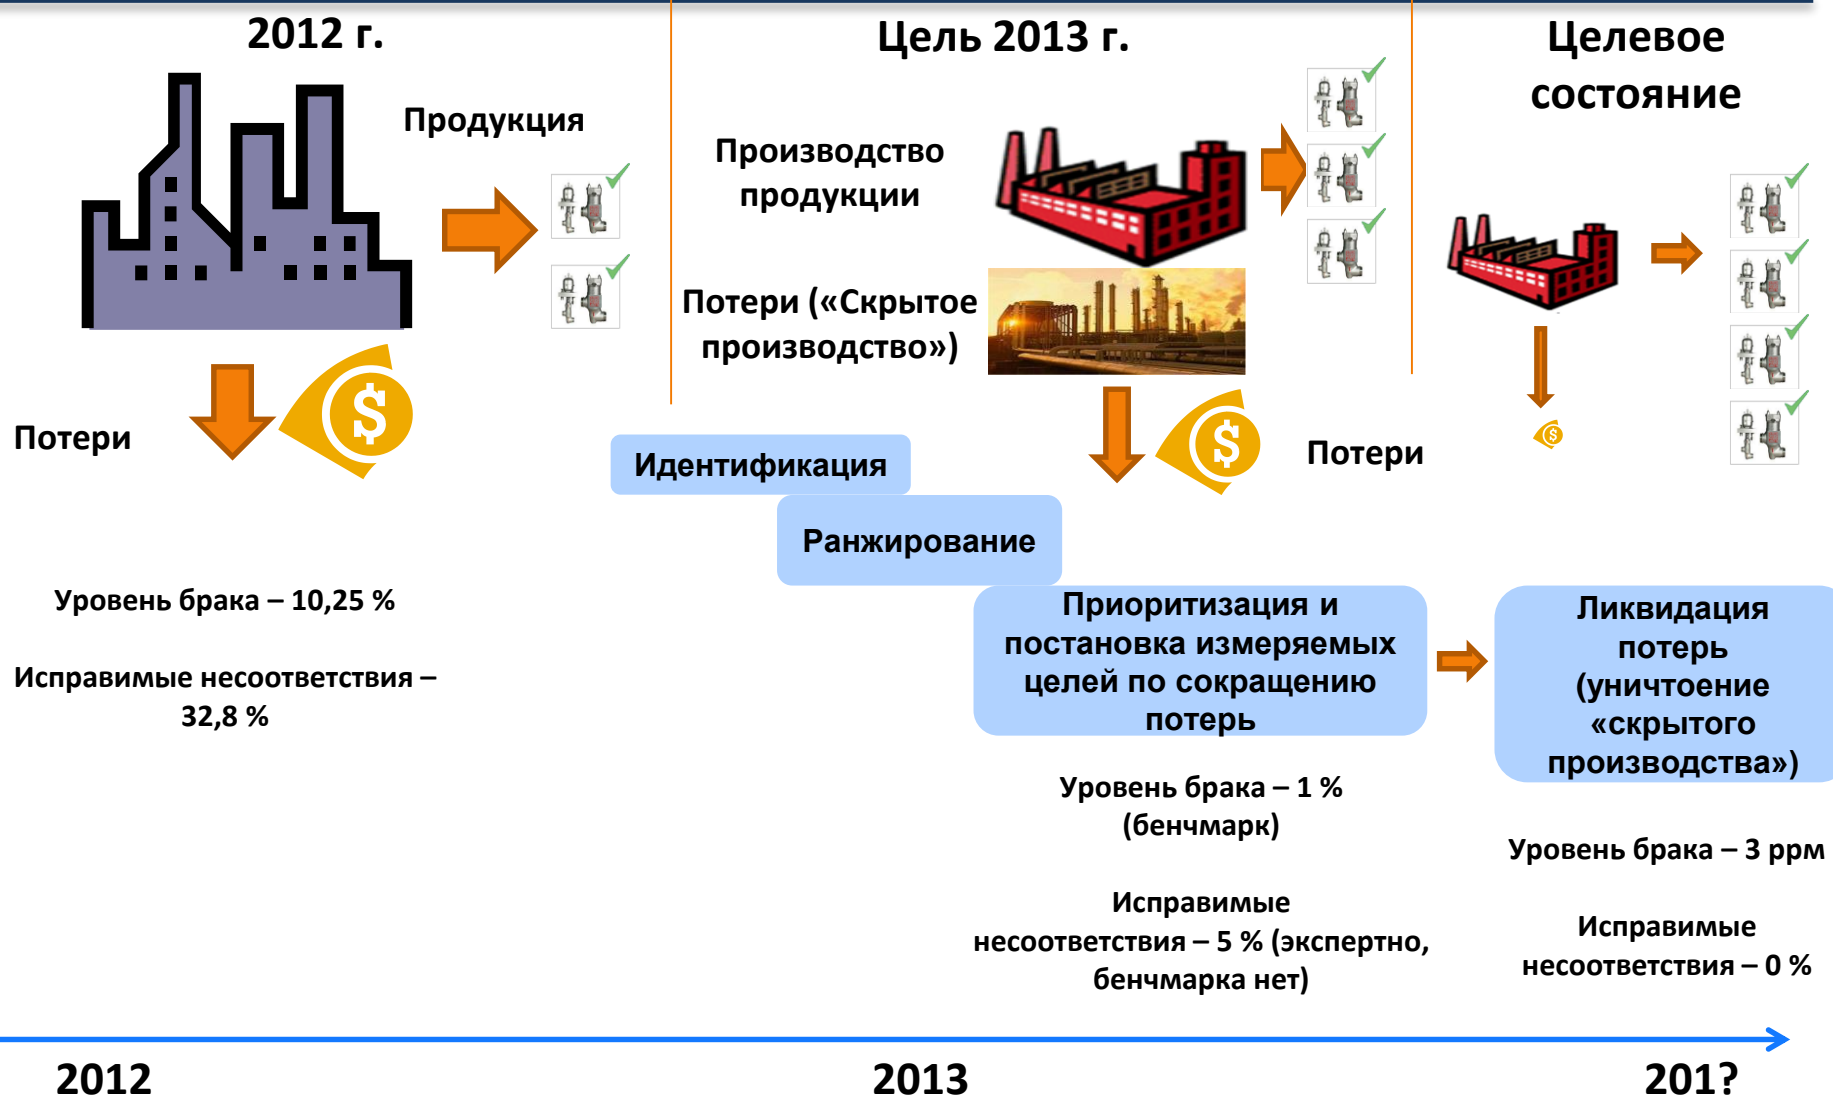 2012 г.
Продукция
Потери
Уровень брака – 10,25 %
Исправимые несоответствия –
32,8 %
Цель 2013 г.
Производство
продукции
Потери («Скрытое
производство»)
Потери
Идентификация
Ранжирование
Приоритизация и
постановка измеряемых
целей по сокращению
потерь
Уровень брака – 1 %
(бенчмарк)
Исправимые
несоответствия – 5 % (экспертно,
бенчмарка нет)
Целевое
состояние
Ликвидация
потерь
(уничтоение
«скрытого
производства»)
Уровень брака – 3 ррм
Исправимые
несоответствия – 0 %
2012
2013
201?